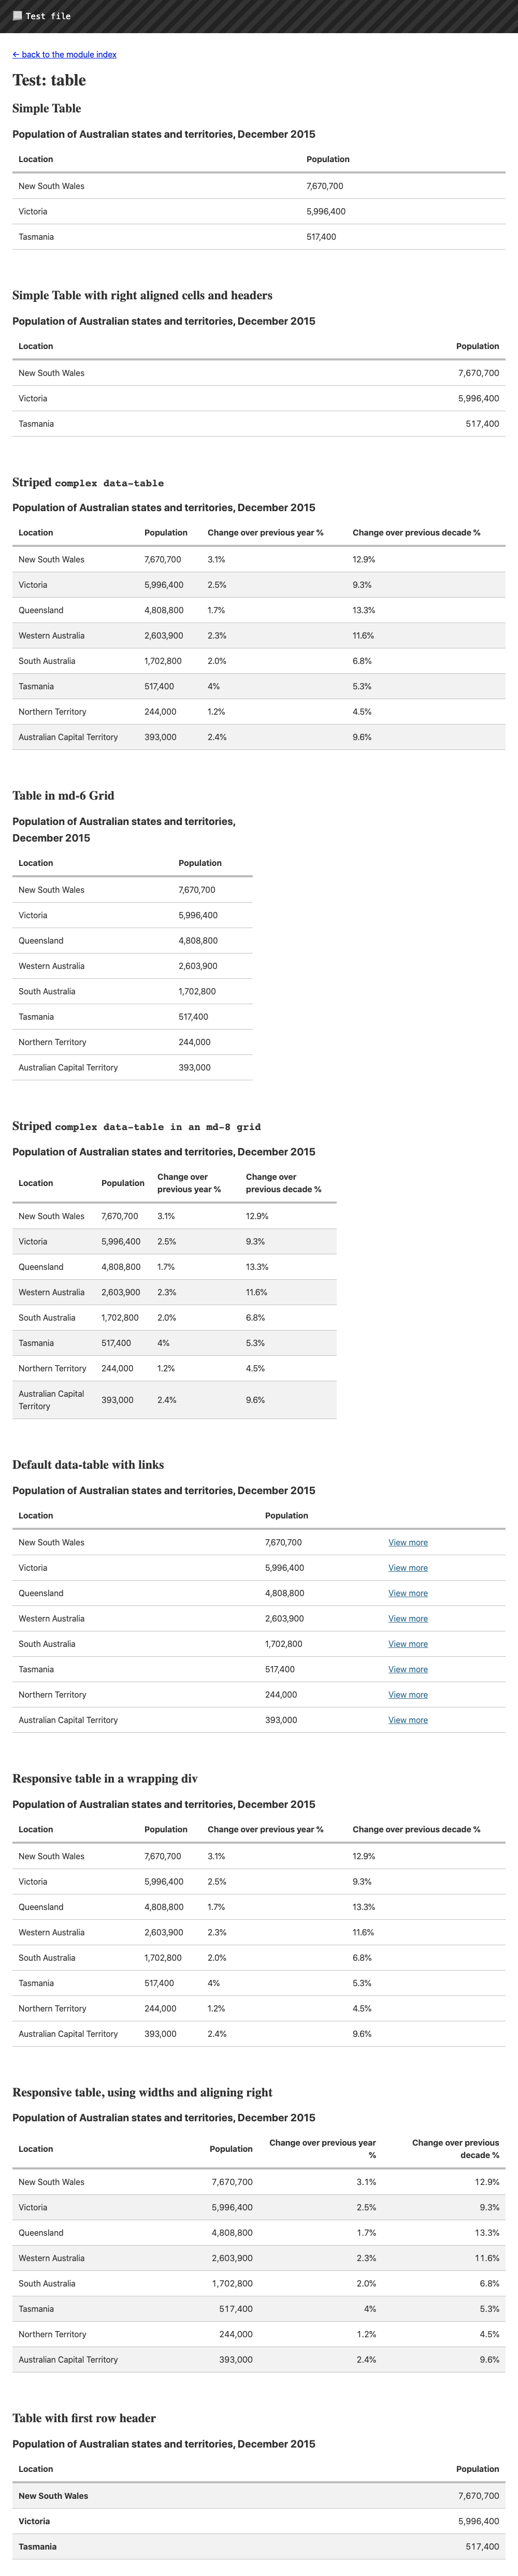 Test file
← back to the module index
Test: table
Simple Table
Population of Australian states and territories, December 2015
Location Population
New South Wales 7,670,700
Victoria 5,996,400
Tasmania 517,400
Simple Table with right aligned cells and headers
Population of Australian states and territories, December 2015
Location Population
New South Wales 7,670,700
Victoria 5,996,400
Tasmania 517,400
Striped complex data-table
Population of Australian states and territories, December 2015
Location Population Change over previous year % Change over previous decade %
New South Wales 7,670,700 3.1% 12.9%
Victoria 5,996,400 2.5% 9.3%
Queensland 4,808,800 1.7% 13.3%
Western Australia 2,603,900 2.3% 11.6%
South Australia 1,702,800 2.0% 6.8%
Tasmania 517,400 4% 5.3%
Northern Territory 244,000 1.2% 4.5%
Australian Capital Territory 393,000 2.4% 9.6%
Table in md-6 Grid
Population of Australian states and territories,
December 2015
Location Population
New South Wales 7,670,700
Victoria 5,996,400
Queensland 4,808,800
Western Australia 2,603,900
South Australia 1,702,800
Tasmania 517,400
Northern Territory 244,000
Australian Capital Territory 393,000
Striped complex data-table in an md-8 grid
Population of Australian states and territories, December 2015
Location Population Change over previous year % Change over previous decade %
New South Wales 7,670,700 3.1% 12.9%
Victoria 5,996,400 2.5% 9.3%
Queensland 4,808,800 1.7% 13.3%
Western Australia 2,603,900 2.3% 11.6%
South Australia 1,702,800 2.0% 6.8%
Tasmania 517,400 4% 5.3%
Northern Territory 244,000 1.2% 4.5%
Australian Capital Territory 393,000 2.4% 9.6%
Default data-table with links
Population of Australian states and territories, December 2015
Location Population
New South Wales 7,670,700 View more
Victoria 5,996,400 View more
Queensland 4,808,800 View more
Western Australia 2,603,900 View more
South Australia 1,702,800 View more
Tasmania 517,400 View more
Northern Territory 244,000 View more
Australian Capital Territory 393,000 View more
Responsive table in a wrapping div
Population of Australian states and territories, December 2015
Location Population Change over previous year % Change over previous decade %
New South Wales 7,670,700 3.1% 12.9%
Victoria 5,996,400 2.5% 9.3%
Queensland 4,808,800 1.7% 13.3%
Western Australia 2,603,900 2.3% 11.6%
South Australia 1,702,800 2.0% 6.8%
Tasmania 517,400 4% 5.3%
Northern Territory 244,000 1.2% 4.5%
Australian Capital Territory 393,000 2.4% 9.6%
Responsive table, using widths and aligning right
Population of Australian states and territories, December 2015
Location Population Change over previous year % Change over previous decade %
New South Wales 7,670,700 3.1% 12.9%
Victoria 5,996,400 2.5% 9.3%
Queensland 4,808,800 1.7% 13.3%
Western Australia 2,603,900 2.3% 11.6%
South Australia 1,702,800 2.0% 6.8%
Tasmania 517,400 4% 5.3%
Northern Territory 244,000 1.2% 4.5%
Australian Capital Territory 393,000 2.4% 9.6%
Table with first row header
Population of Australian states and territories, December 2015
Location Population
New South Wales 7,670,700
Victoria 5,996,400
Tasmania 517,400